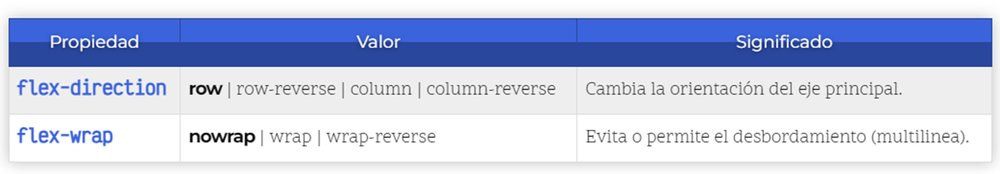 Propiedad Valor Significado
flex-direction row | row-reverse | column | column-reverse Cambia la orientación del eje principal.
flex-wrap nowrap | wrap | wrap-reverse Evita o permite el desbordamiento (multilinea).